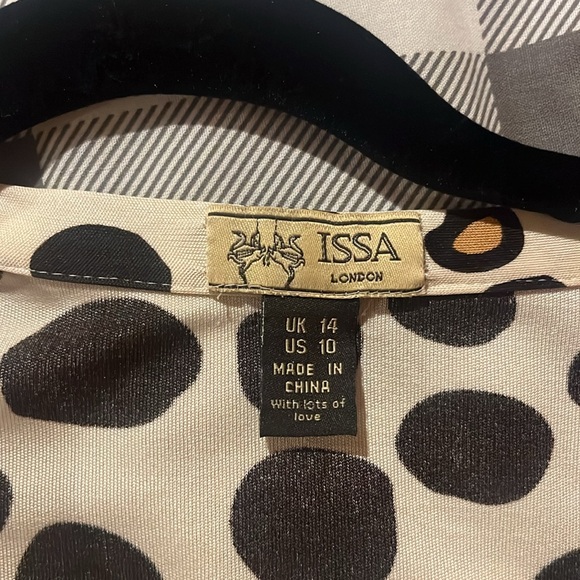 ISSA
LONDON
UK 14
US 10
MADE IN
CHINA
With lots of
love